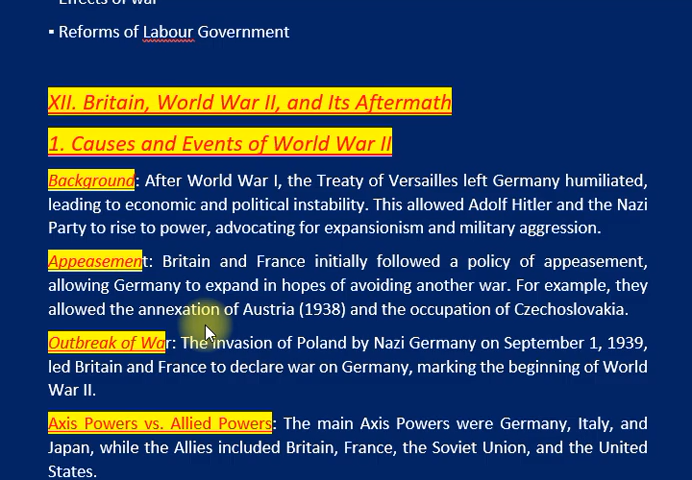 Effects of war
▪ Reforms of Labour Government
XII. Britain, World War II, and Its Aftermath
1. Causes and Events of World War II
Background: After World War I, the Treaty of Versailles left Germany humiliated,
leading to economic and political instability. This allowed Adolf Hitler and the Nazi
Party to rise to power, advocating for expansionism and military aggression.
Appeasement: Britain and France initially followed a policy of appeasement,
allowing Germany to expand in hopes of avoiding another war. For example, they
allowed the annexation of Austria (1938) and the occupation of Czechoslovakia.
Outbreak of War: The invasion of Poland by Nazi Germany on September 1, 1939,
led Britain and France to declare war on Germany, marking the beginning of World
War II.
Axis Powers vs. Allied Powers: The main Axis Powers were Germany, Italy, and
Japan, while the Allies included Britain, France, the Soviet Union, and the United
States.